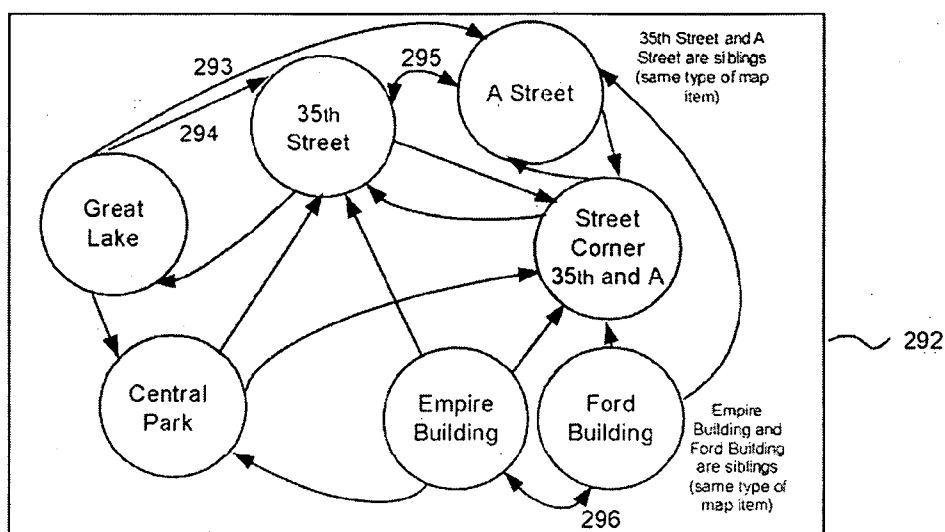 35th Street and A
Street are siblings
(same type of map
item)
293
295
A Street
35th
Street
294
Great
Lake
Street
Corner
35th and A
292
Central
Park
Empire
Building
Ford
Building
Empire
Building and
Ford Building
are siblings
(same type of
map item)
296